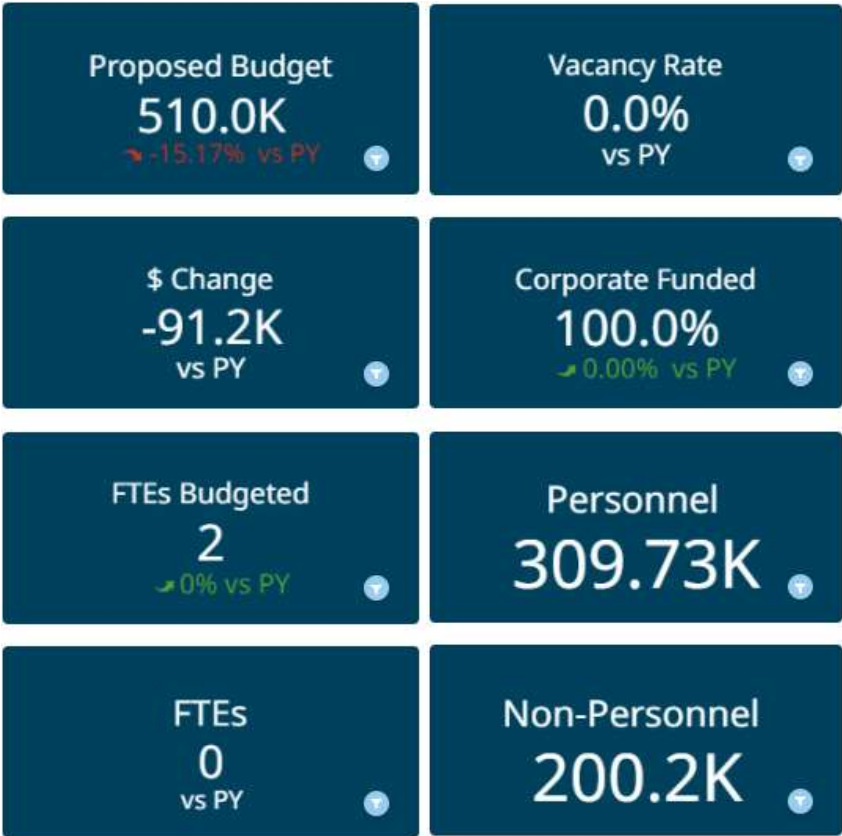 Proposed Budget
510.0K
-15.17% vs PY
Vacancy Rate
0.0%
vs PY
$ Change
-91.2K
vs PY
Corporate Funded
100.0%
0.00% vs PY
FTEs Budgeted
2
0% vs PY
Personnel
309.73K
FTEs
0
vs PY
Non-Personnel
200.2K